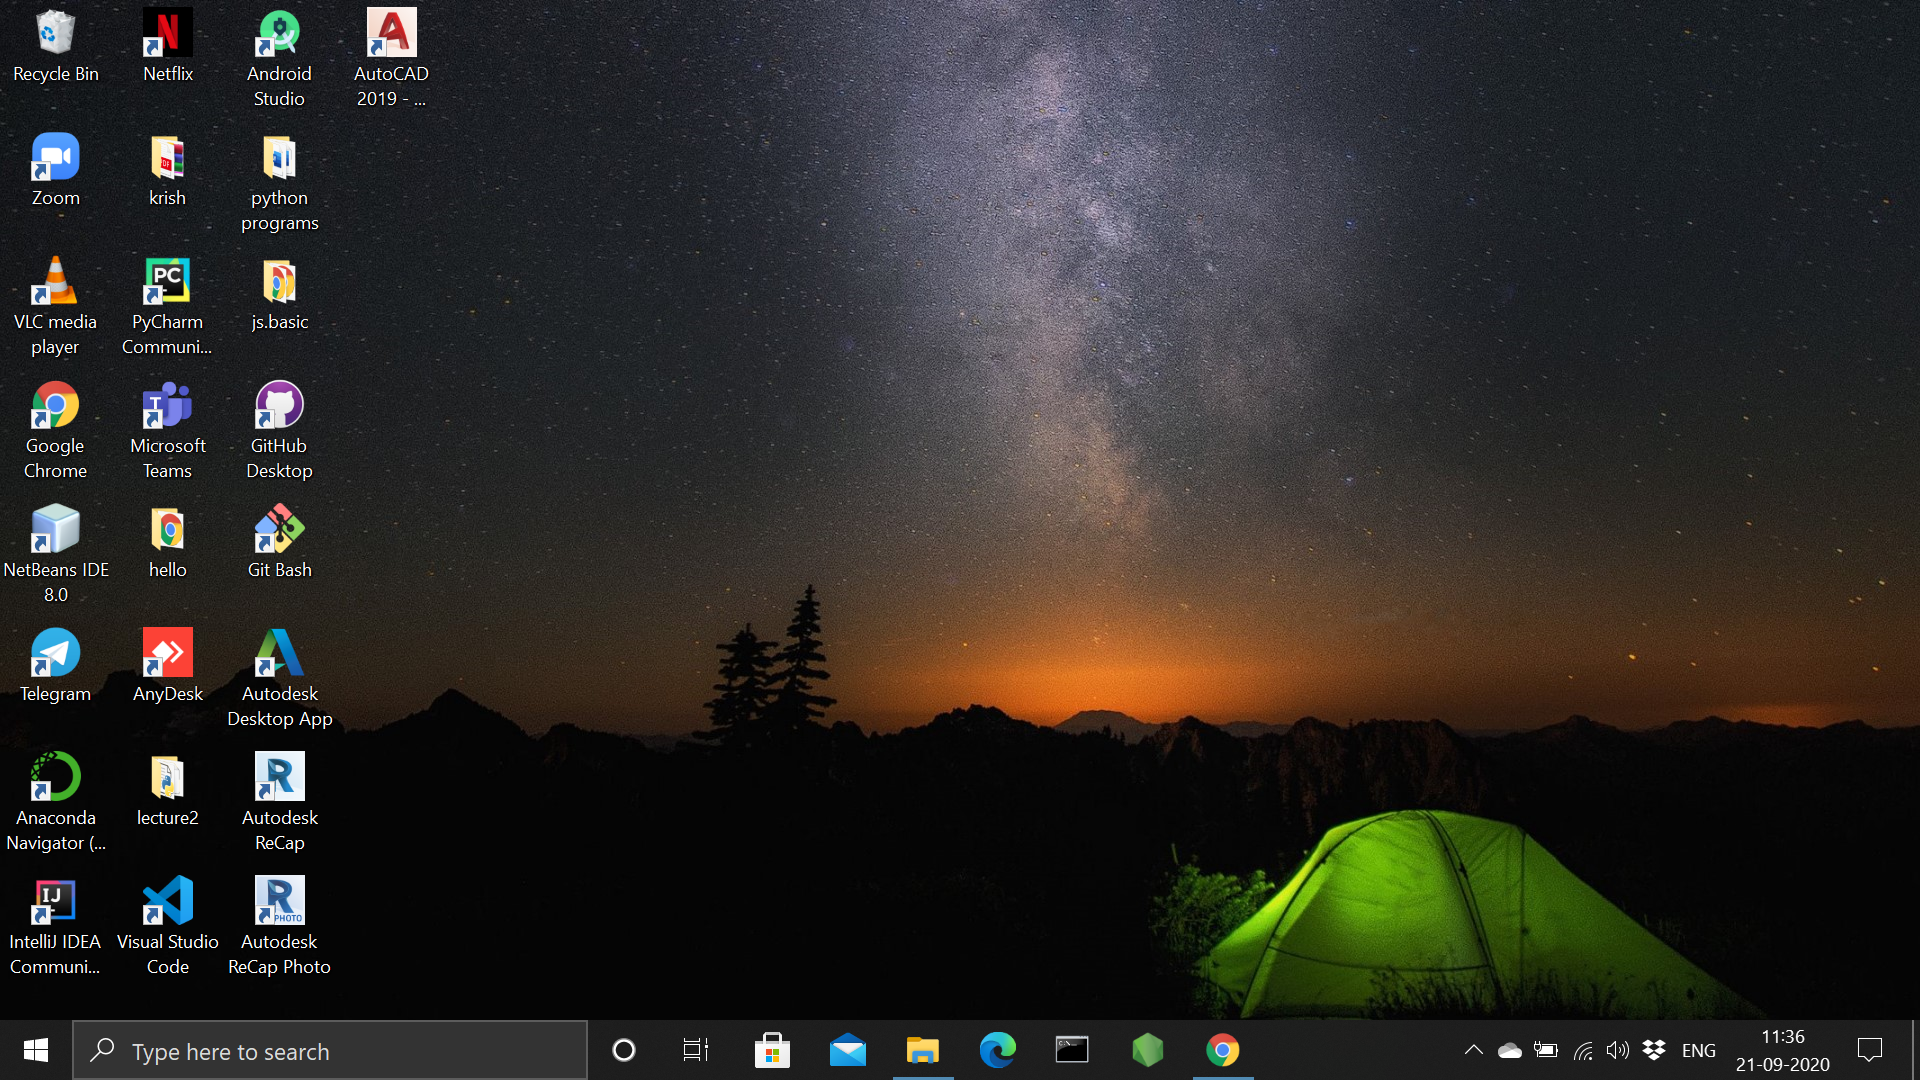 Recycle Bin
Netflix
Android
Studio
AutoCAD
2019 - ...
Zoom
krish
python
programs
VLC media
player
PC
PyCharm
Communi...
js.basic
Google
Chrome
T
Microsoft
Teams
GitHub
Desktop
NetBeans IDE
8.0
hello
Git Bash
Telegram
AnyDesk
Autodesk
Desktop App
Anaconda
Navigator (...
lecture2
R
Autodesk
ReCap
IJ
IntelliJ IDEA
Communi...
Visual Studio
Code
R
PHOTO
Autodesk
ReCap Photo
Type here to search
ENG
11:36
21-09-2020